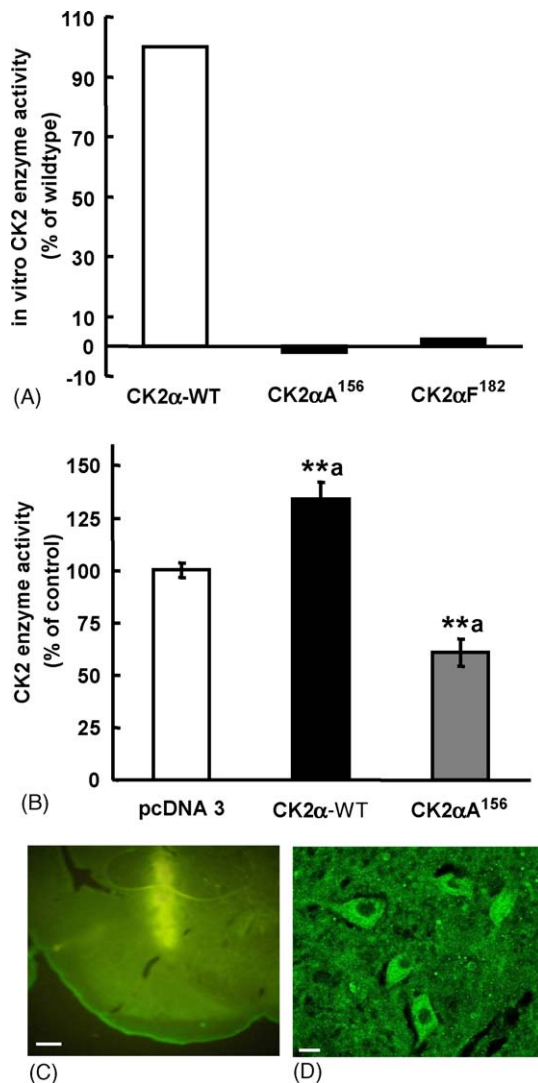 110
90
70
50
30
10
0
-10
in vitro CK2 enzyme activity
(% of wildtype)
CK2α-WT CK2αA¹⁵⁶ CK2αF¹⁸²
(A)
150
125
100
75
50
25
0
CK2 enzyme activity
(% of control)
**a
**a
pcDNA 3 CK2α-WT CK2αA¹⁵⁶
(B)
(C) (D)